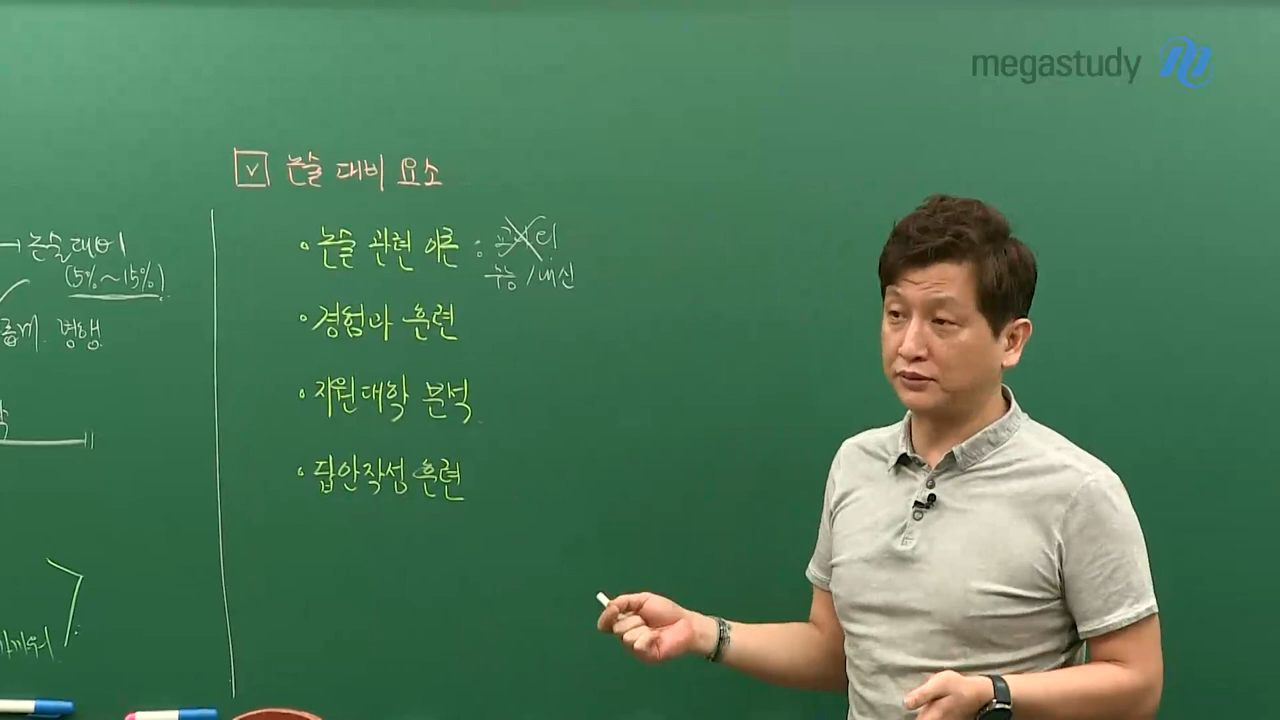 megastudy
논술 대비 요소
• 논술 관련 이론 :
수능 / 내신
• 경험과 훈련
• 지원대학 분석
• 답안작성 훈련
→ 논술대비
(5%~15%)
병행